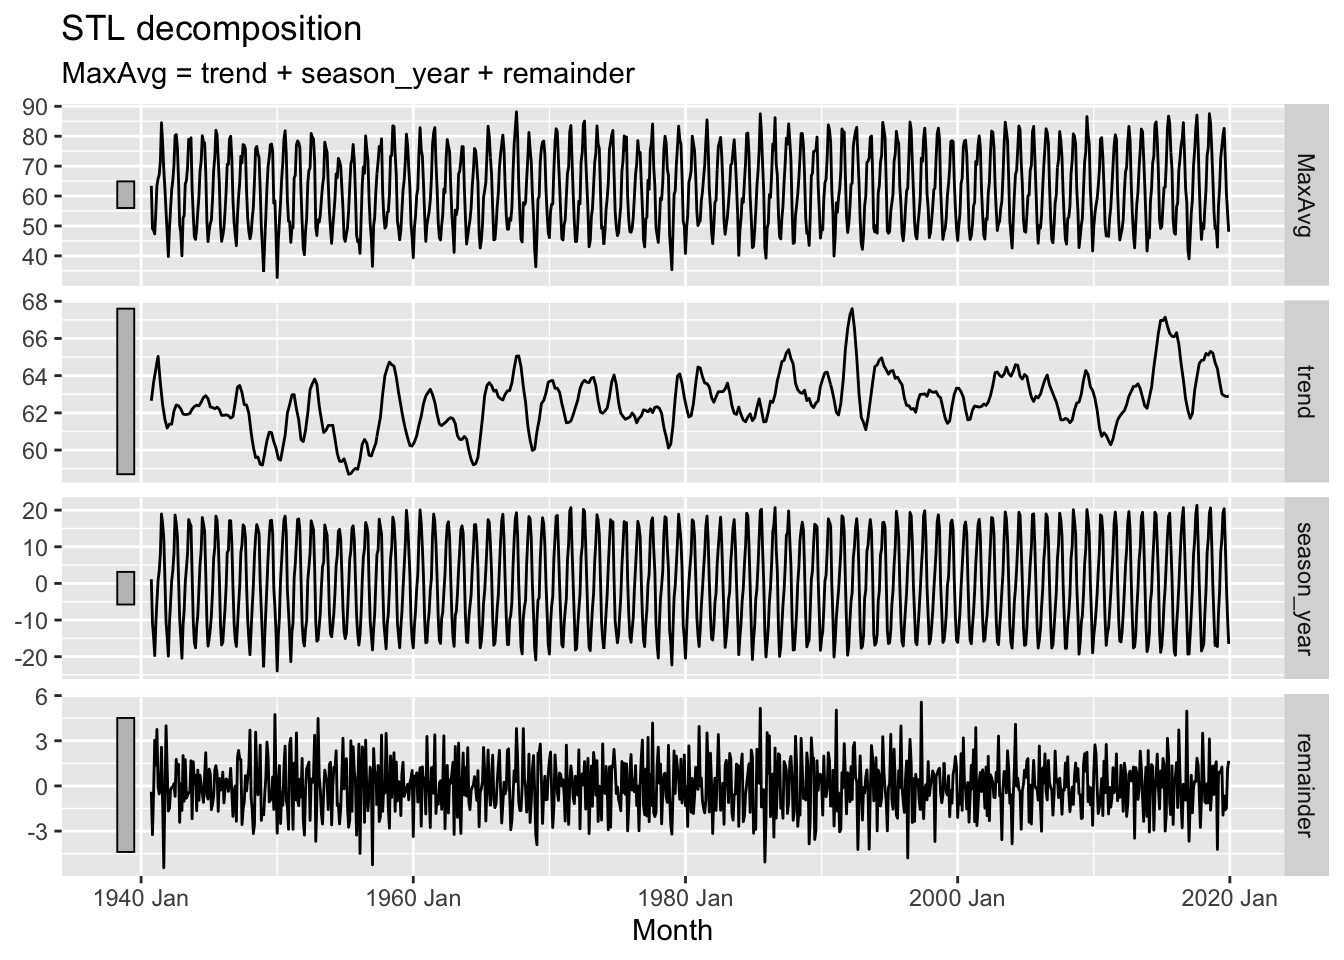 STL decomposition
MaxAvg = trend + season_year + remainder
90
80
70
60
50
40
MaxAvg
68
66
64
62
60
trend
20
10
0
-10
-20
season_year
6
3
0
-3
remainder
1940 Jan 1960 Jan 1980 Jan 2000 Jan 2020 Jan
Month